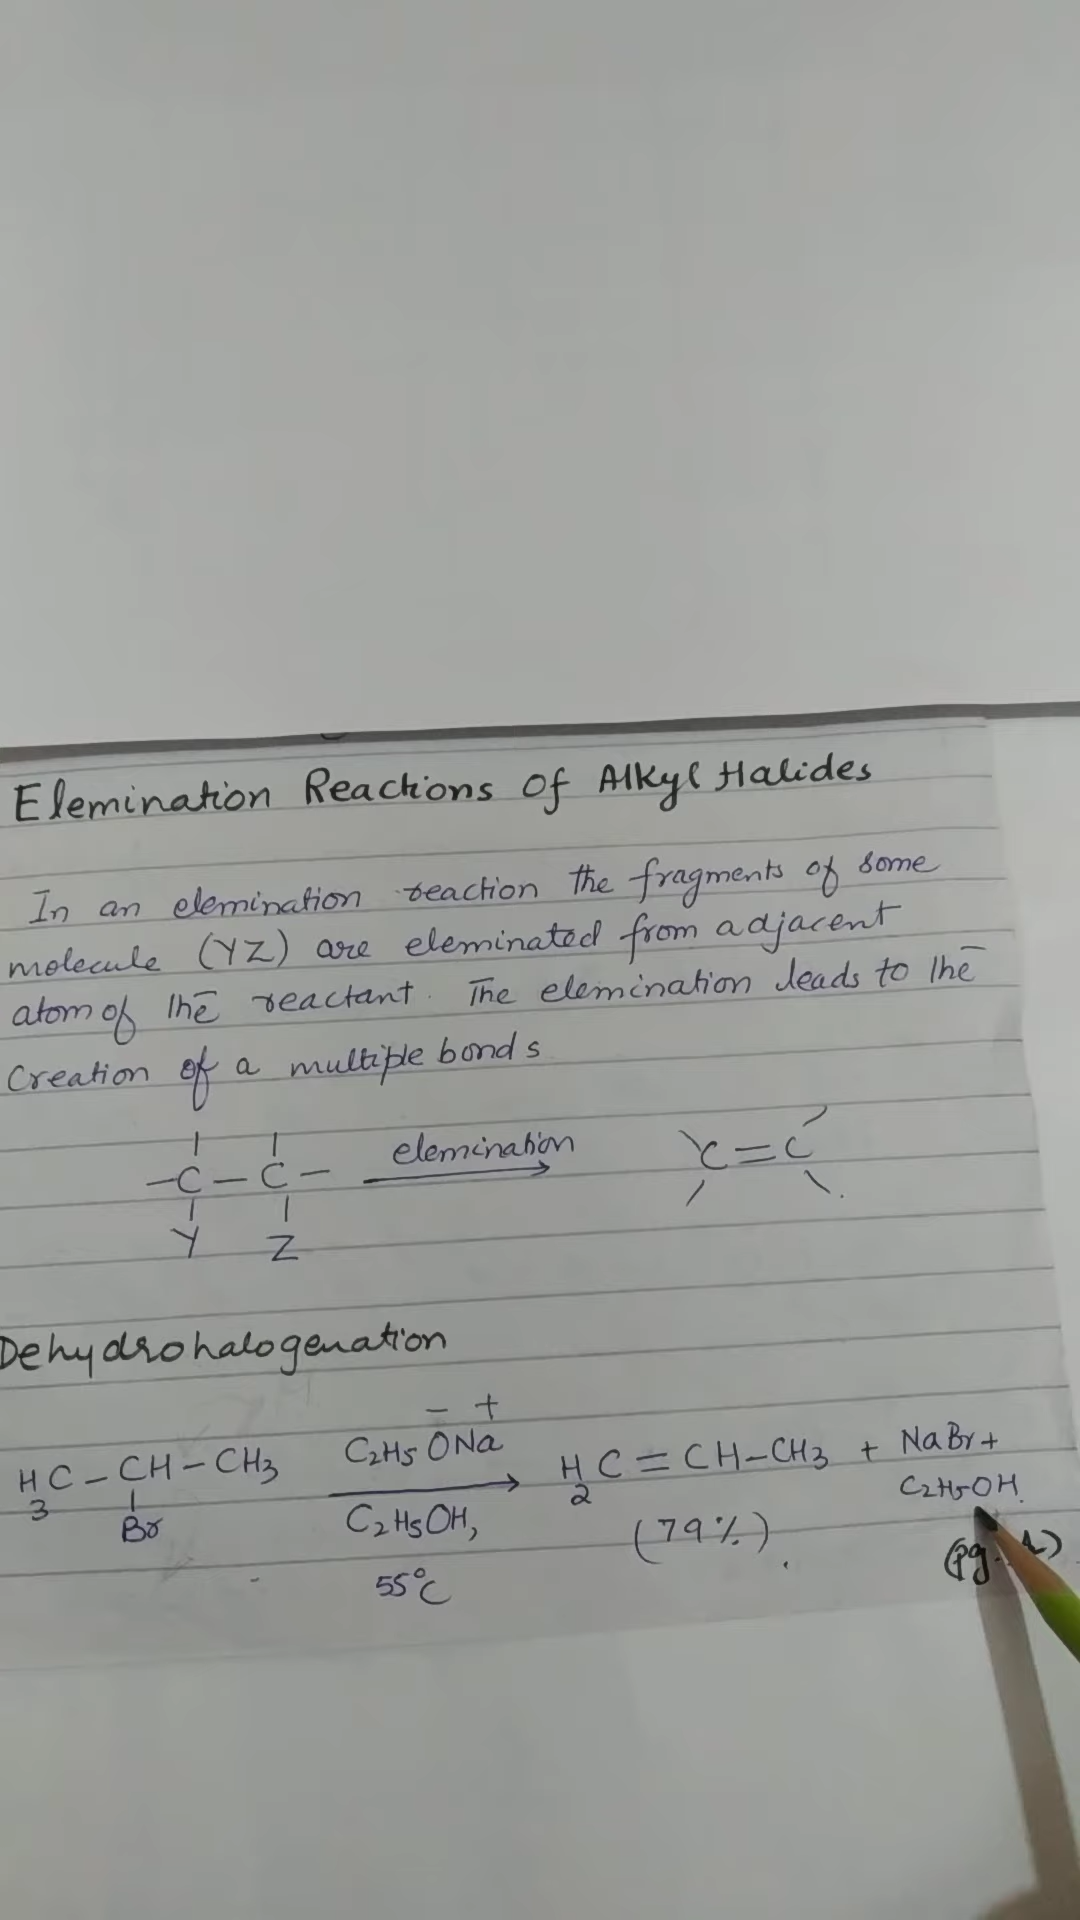 Elemination Reactions Of Alkyl Halides
In an elemination reaction the fragments of some
molecule (YZ) are eleminated from adjacent
atom of the reactant. The elemination leads to the
Creation of a multiple bonds
elemination
-C-C- → C=C
Y Z
Dehydrohalogenation
- +
H3C-CH-CH3 C2H5ONa → H2C=CH-CH3 + NaBr+
Br C2H5OH, (79%). C2H5OH.
55°C
(pg.